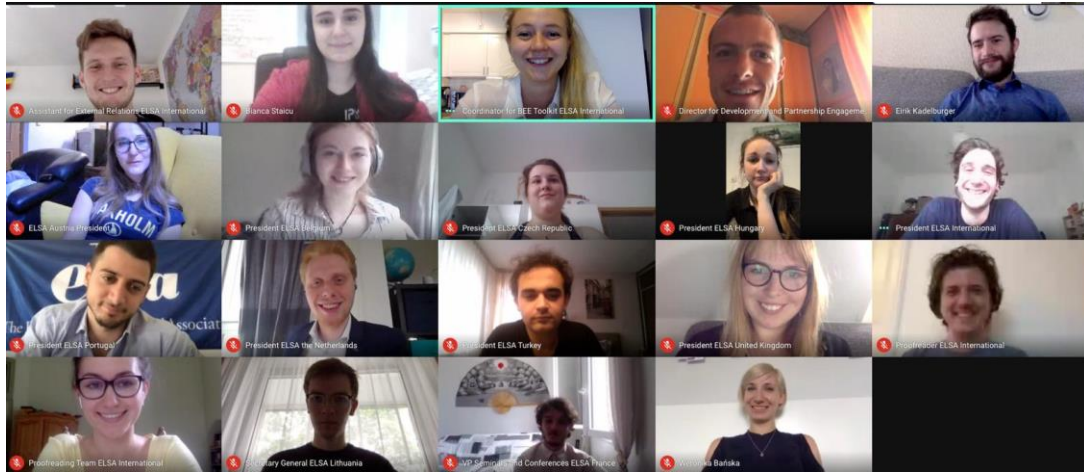 Assistant for External Relations ELSA International
Bianca Staicu
Coordinator for BEE Toolkit ELSA International
Director for Development and Partnership Engageme
Eirik Kadelburger
ELSA Austria President
President ELSA Belgium
President ELSA Czech Republic
President ELSA Hungary
President ELSA International
President ELSA Portugal
President ELSA the Netherlands
President ELSA Turkey
President ELSA United Kingdom
Proofreader ELSA International
Proofreading Team ELSA International
Secretary General ELSA Lithuania
VP Seminars and Conferences ELSA France
Weronika Bańska